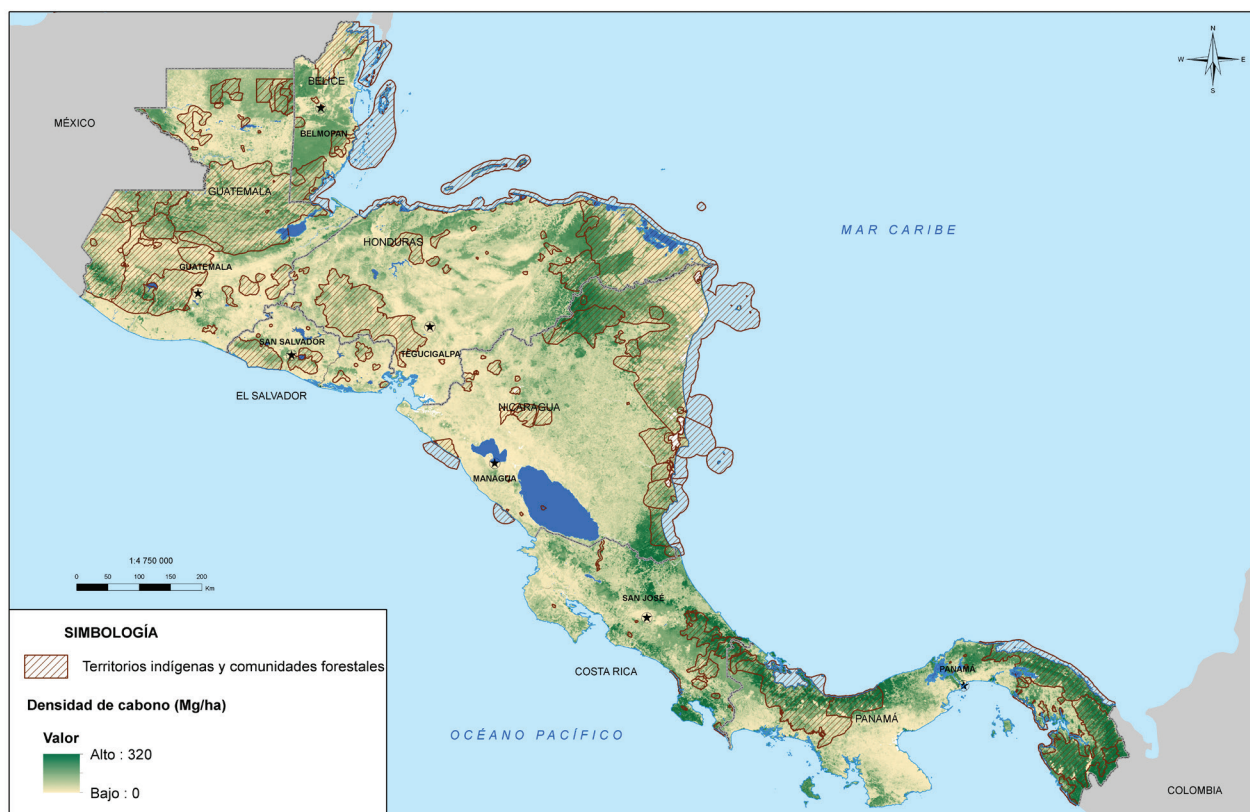 N
W E
S
MÉXICO
BELICE
BELMOPAN
GUATEMALA
MAR CARIBE
HONDURAS
GUATEMALA
SAN SALVADOR
TEGUCIGALPA
EL SALVADOR
NICARAGUA
MANAGUA
1:4 750 000
0 50 100 150 200
Km
SAN JOSÉ
COSTA RICA
PANAMÁ
PANAMÁ
OCÉANO PACÍFICO
COLOMBIA
SIMBOLOGÍA
Territorios indígenas y comunidades forestales
Densidad de cabono (Mg/ha)
Valor
Alto : 320
Bajo : 0